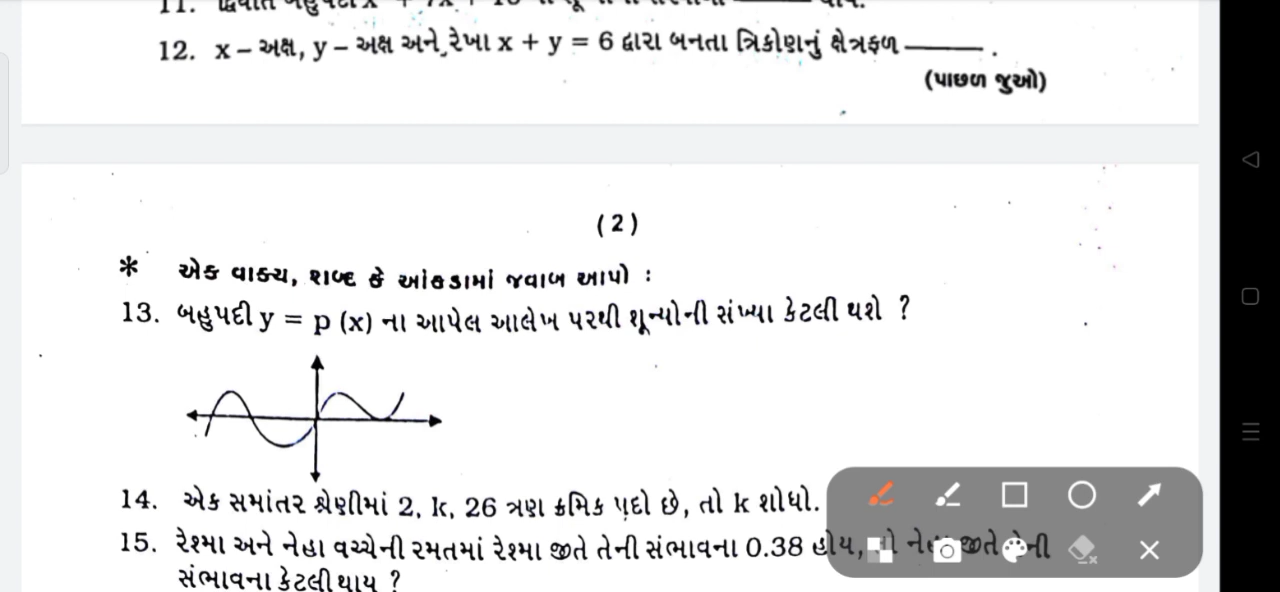 12. x – અક્ષ, y – અક્ષ અને રેખા x + y = 6 દ્વારા બનતા ત્રિકોણનું ક્ષેત્રફળ ———.
(પાછળ જુઓ)
(2)
* એક વાક્ય, શબ્દ કે આંકડામાં જવાબ આપો :
13. બહુપદી y = p (x) ના આપેલ આલેખ પરથી શૂન્યોની સંખ્યા કેટલી થશે ?
14. એક સમાંતર શ્રેણીમાં 2, k, 26 ત્રણ ક્રમિક પદો છે, તો k શોધો.
15. રેશ્મા અને નેહા વચ્ચેની રમતમાં રેશ્મા જીતે તેની સંભાવના 0.38 હોય,
સંભાવના કેટલી થાય ?